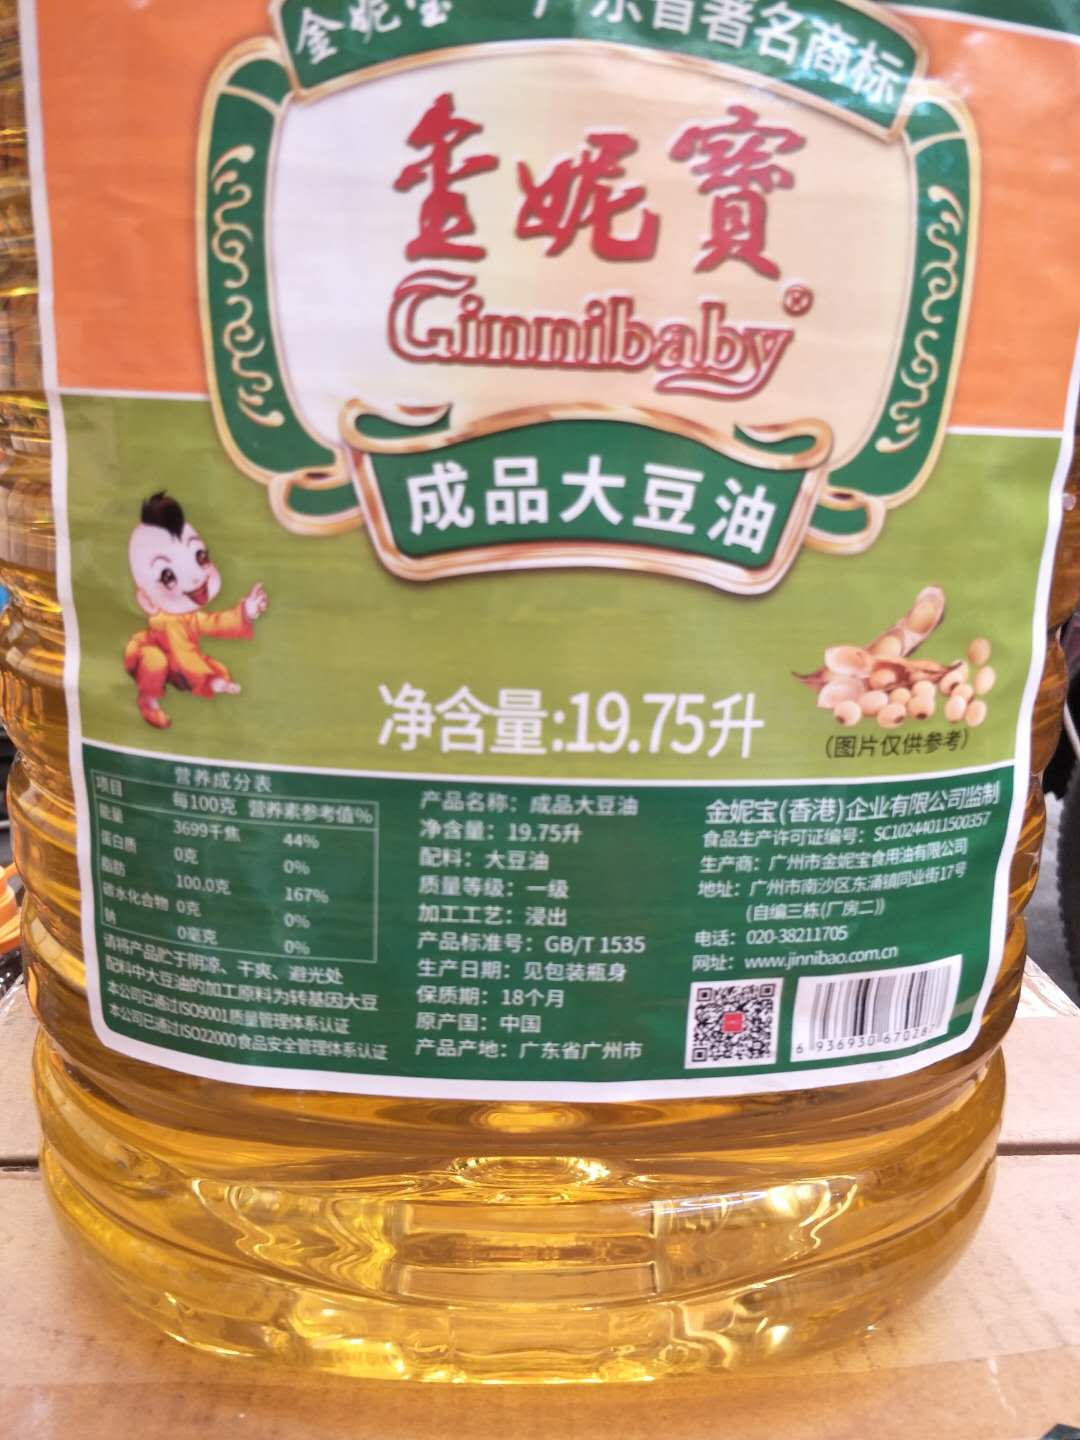 金妮宝 广东省著名商标
金妮寶
Ginnibaby®
成品大豆油
净含量:19.75升
(图片仅供参考)
营养成分表
项目 每100克 营养素参考值%
能量 3699千焦 44%
蛋白质 0克 0%
脂肪 100.0克 167%
碳水化合物 0克 0%
钠 0毫克 0%
请将产品贮于阴凉、干爽、避光处
配料中大豆油的加工原料为转基因大豆
本公司已通过ISO9001质量管理体系认证
本公司已通过ISO22000食品安全管理体系认证
产品名称：成品大豆油
净含量：19.75升
配料：大豆油
质量等级：一级
加工工艺：浸出
产品标准号：GB/T 1535
生产日期：见包装瓶身
保质期：18个月
原产国：中国
产品产地：广东省广州市
金妮宝(香港)企业有限公司监制
食品生产许可证编号：SC10244011500357
生产商：广州市金妮宝食用油有限公司
地址：广州市南沙区东涌镇同业街17号
(自编三栋(厂房二))
电话：020-38211705
网址：www.jinnibao.com.cn
6 936930 67028